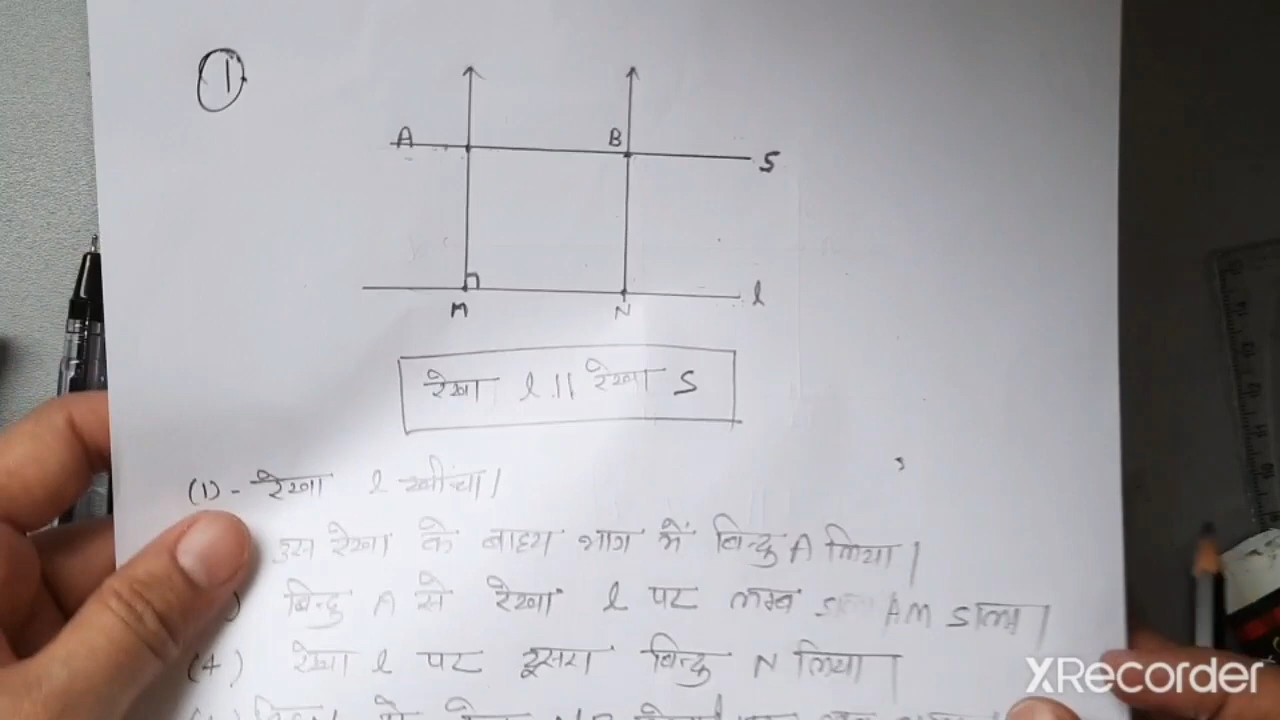 1
A B S
M N l
रेखा l || रेखा S
(1) - रेखा l खींचा।
उस रेखा के बाह्य भाग में बिन्दु A लिया।
) बिन्दु A से रेखा l पर लम्ब AM डाला।
(4) रेखा l पर दूसरा बिन्दु N लिया।
XRecorder